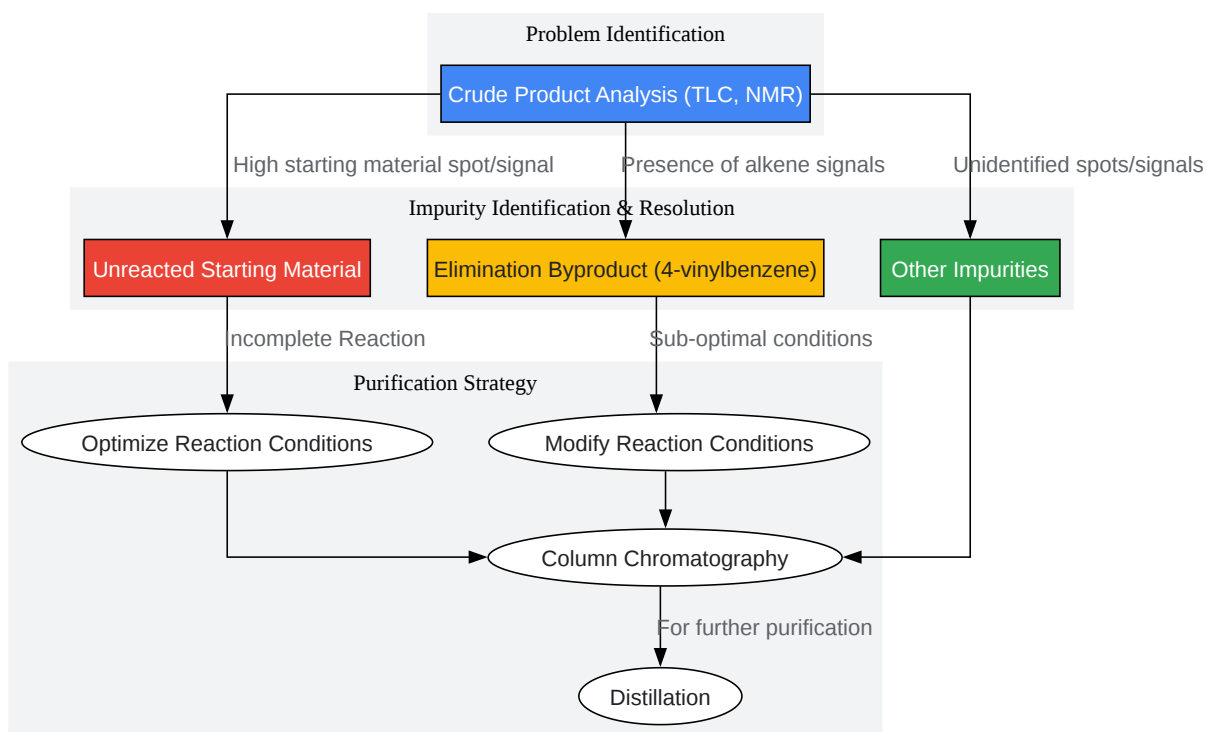 Problem Identification
Crude Product Analysis (TLC, NMR)
High starting material spot/signal
Presence of alkene signals
Unidentified spots/signals
Impurity Identification & Resolution
Unreacted Starting Material
Elimination Byproduct (4-vinylbenzene)
Other Impurities
Incomplete Reaction
Sub-optimal conditions
Purification Strategy
Optimize Reaction Conditions
Modify Reaction Conditions
Column Chromatography
For further purification
Distillation